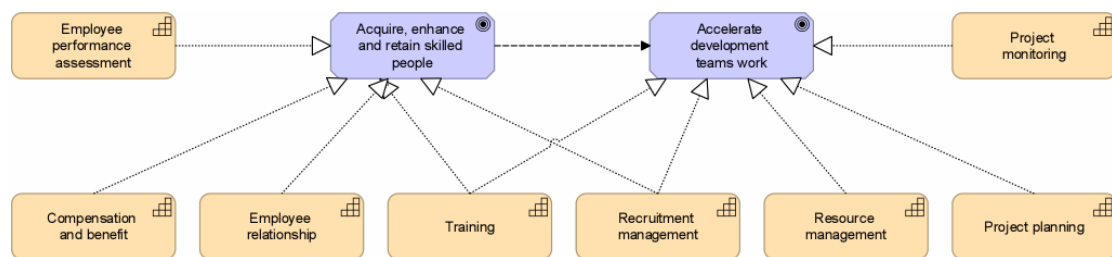 Employee
performance
assessment
Acquire, enhance
and retain skilled
people
Accelerate
development
teams work
Project
monitoring
Compensation
and benefit
Employee
relationship
Training
Recruitment
management
Resource
management
Project planning